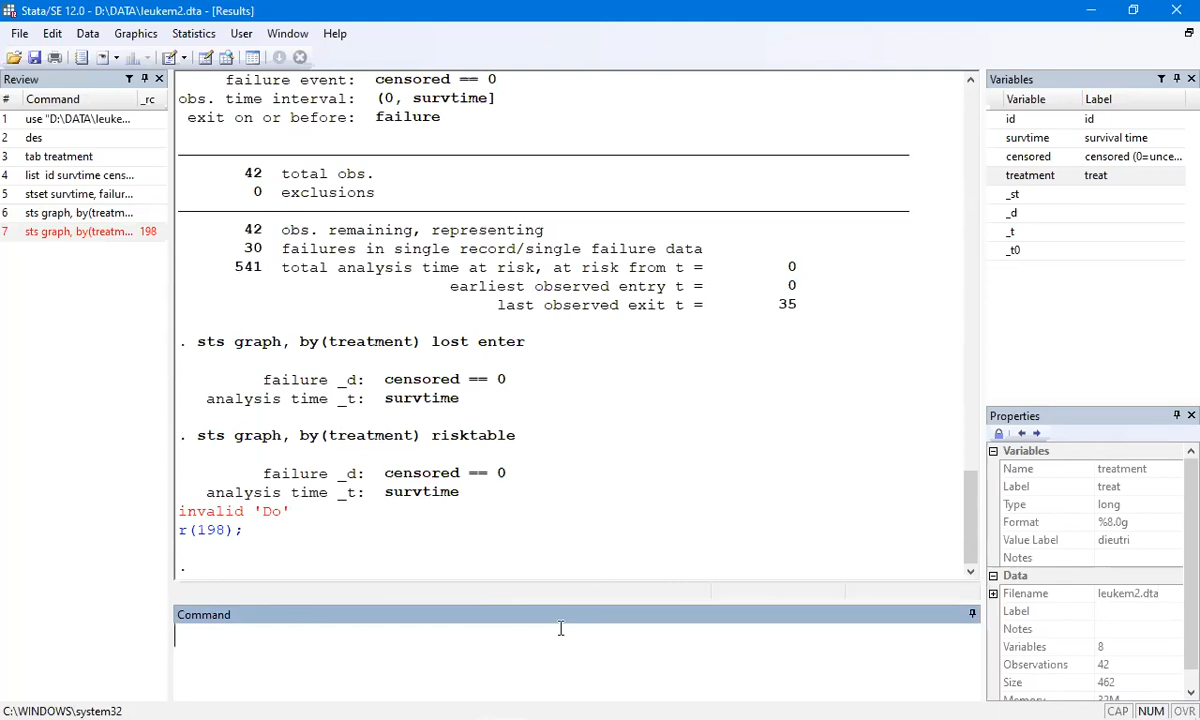 Stata/SE 12.0 - D:\DATA\leukem2.dta - [Results]
File Edit Data Graphics Statistics User Window Help
Review
# Command _rc
1 use "D:\DATA\leuke...
2 des
3 tab treatment
4 list id survtime cens...
5 stset survtime, failur...
6 sts graph, by(treatm...
7 sts graph, by(treatm... 198
failure event: censored == 0
obs. time interval: (0, survtime]
exit on or before: failure
42 total obs.
0 exclusions
42 obs. remaining, representing
30 failures in single record/single failure data
541 total analysis time at risk, at risk from t = 0
earliest observed entry t = 0
last observed exit t = 35
. sts graph, by(treatment) lost enter
failure _d: censored == 0
analysis time _t: survtime
. sts graph, by(treatment) risktable
failure _d: censored == 0
analysis time _t: survtime
invalid 'Do'
r(198);
.
Command
Variables
Variable Label
id id
survtime survival time
censored censored (0=unce...
treatment treat
_st
_d
_t
_t0
Properties
Variables
Name treatment
Label treat
Type long
Format %8.0g
Value Label dieutri
Notes
Data
Filename leukem2.dta
Label
Notes
Variables 8
Observations 42
Size 462
Memory 32M
C:\WINDOWS\system32
CAP NUM OVR